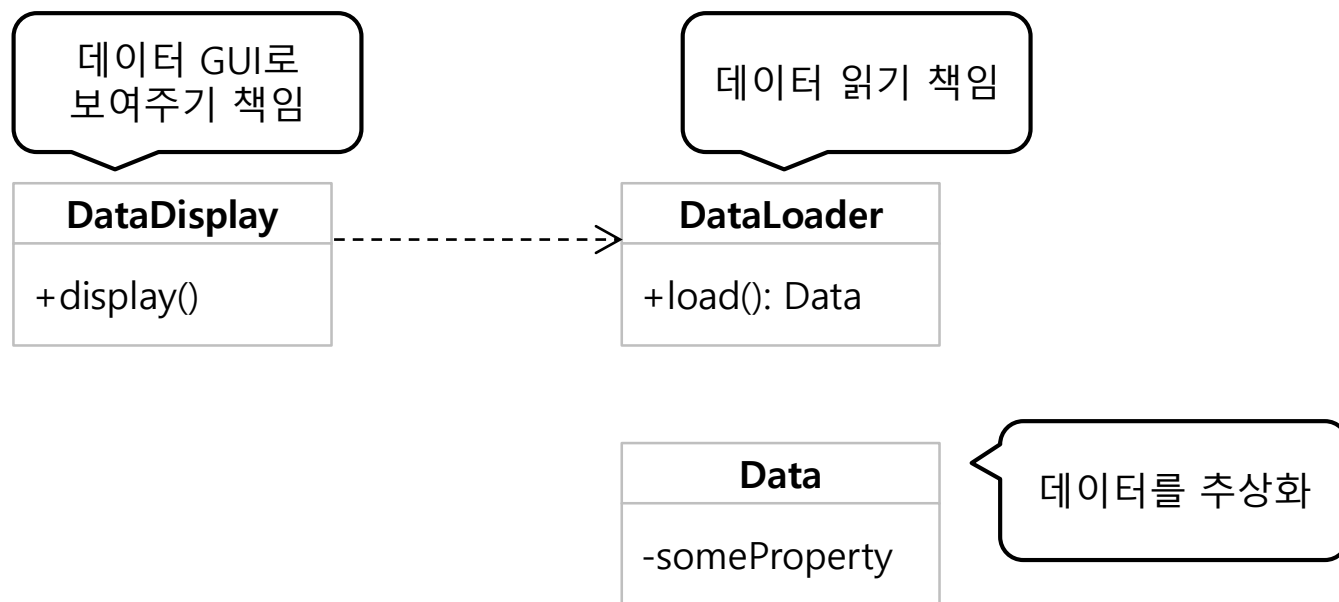 데이터 GUI로
보여주기 책임
데이터 읽기 책임
DataDisplay
+display()
DataLoader
+load(): Data
Data
-someProperty
데이터를 추상화